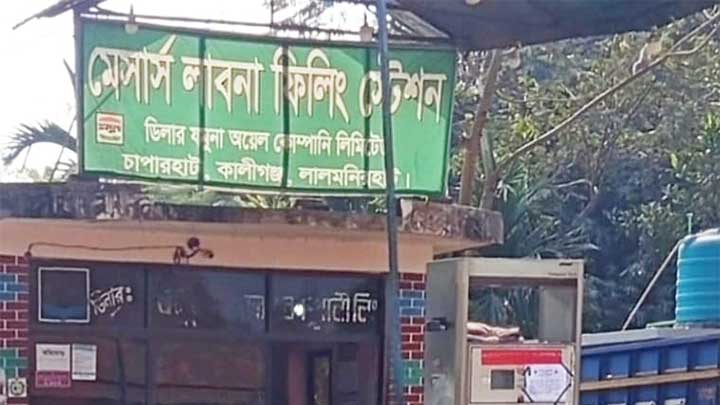 মেসার্স লাবনা ফিলিং স্টেশন
ডিলার যমুনা অয়েল কোম্পানি লিমিটেড
চাপারহাট, কালীগঞ্জ, লালমনিরহাট।
ডিলার: